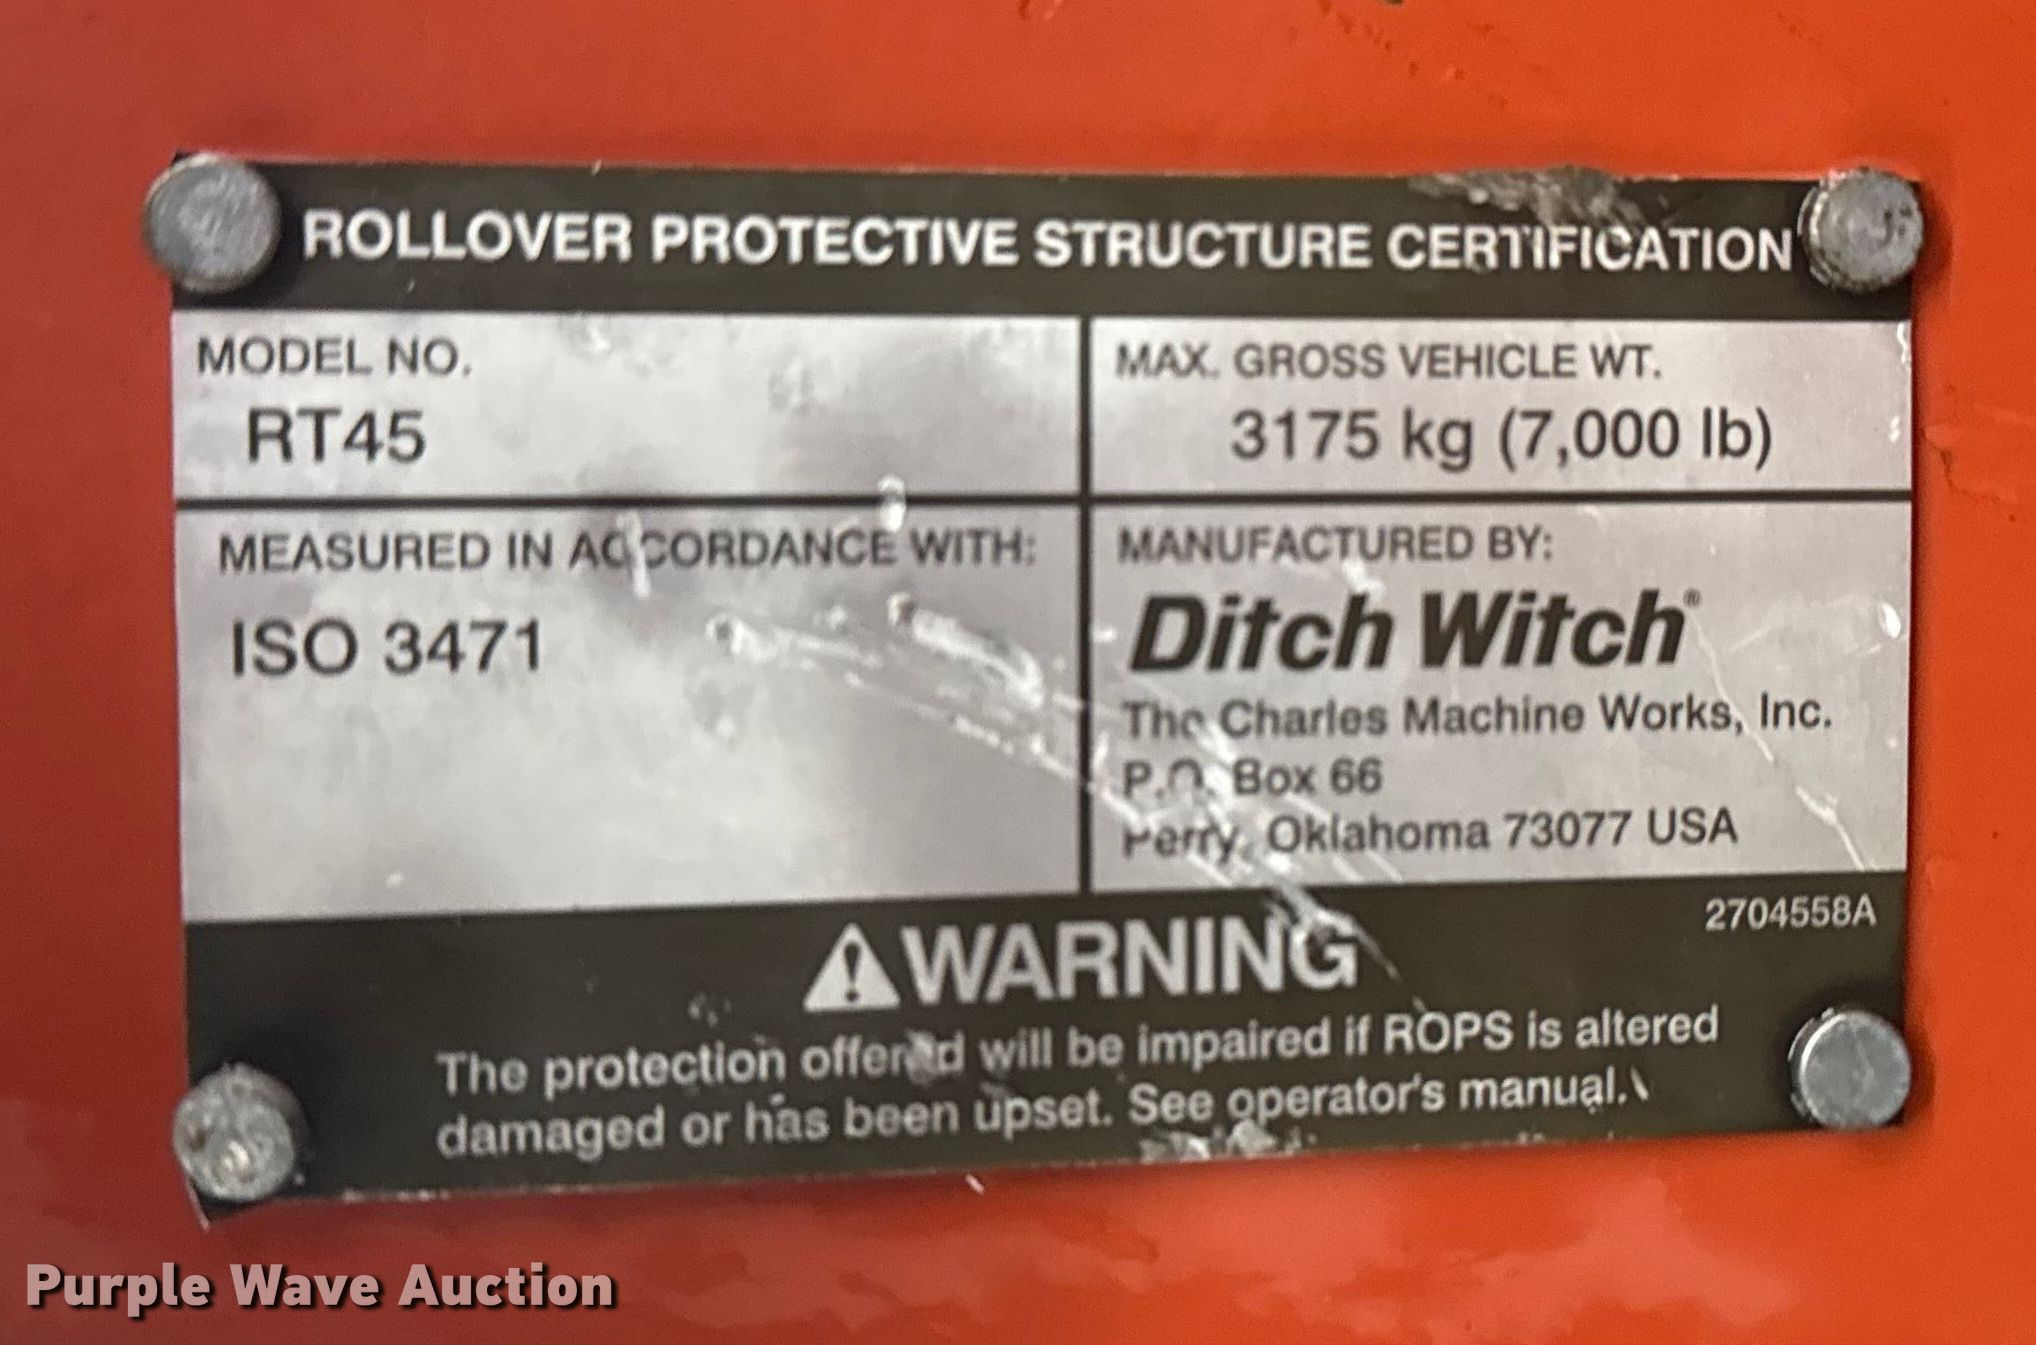 ROLLOVER PROTECTIVE STRUCTURE CERTIFICATION
MODEL NO.
RT45
MAX. GROSS VEHICLE WT.
3175 kg (7,000 lb)
MEASURED IN ACCORDANCE WITH:
ISO 3471
MANUFACTURED BY:
Ditch Witch®
The Charles Machine Works, Inc.
P.O. Box 66
Perry, Oklahoma 73077 USA
2704558A
WARNING
The protection offered will be impaired if ROPS is altered
damaged or has been upset. See operator's manual.
Purple Wave Auction